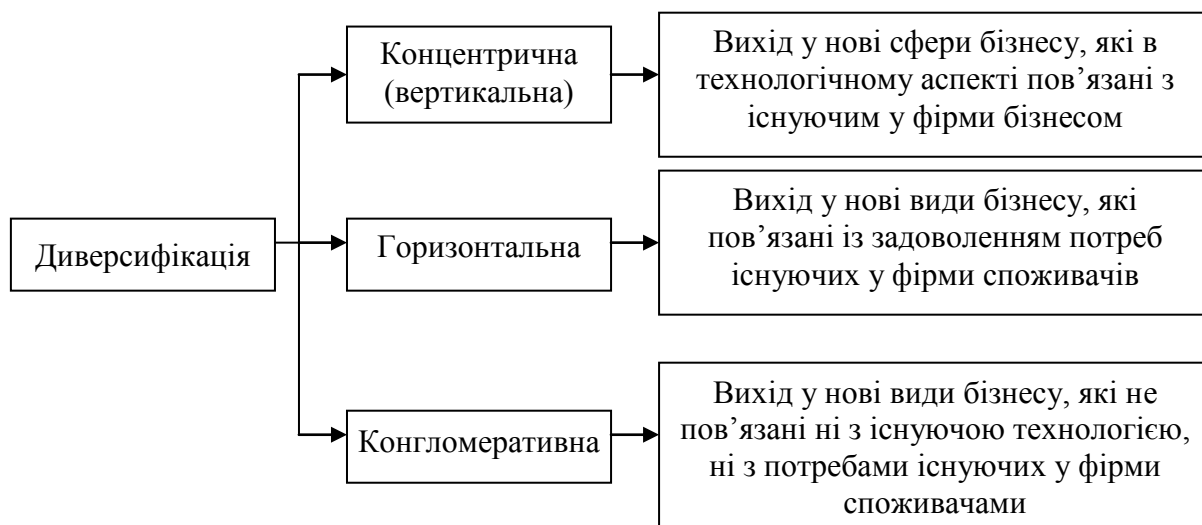 Диверсифікація
Концентрична
(вертикальна)
Вихід у нові сфери бізнесу, які в
технологічному аспекті пов’язані з
існуючим у фірми бізнесом
Горизонтальна
Вихід у нові види бізнесу, які
пов’язані із задоволенням потреб
існуючих у фірми споживачів
Конгломеративна
Вихід у нові види бізнесу, які не
пов’язані ні з існуючою технологією,
ні з потребами існуючих у фірми
споживачами